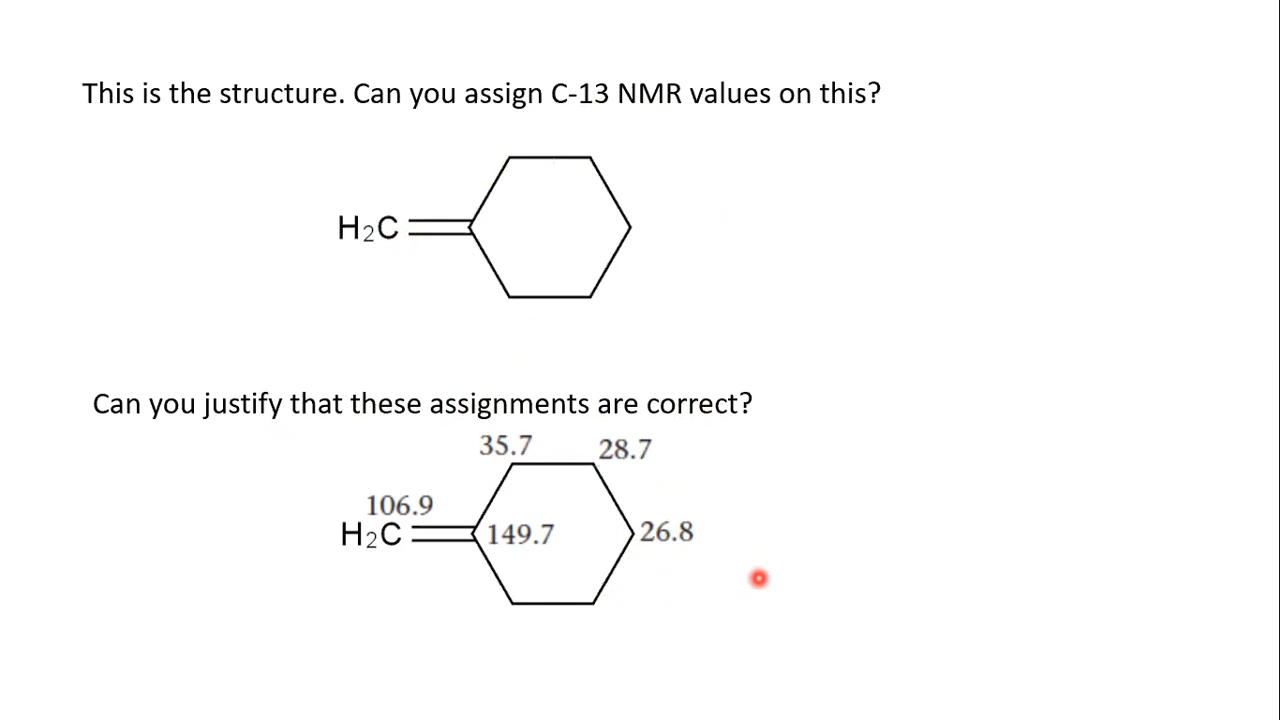 This is the structure. Can you assign C-13 NMR values on this?
H₂C
Can you justify that these assignments are correct?
35.7 28.7
106.9
H₂C 149.7 26.8